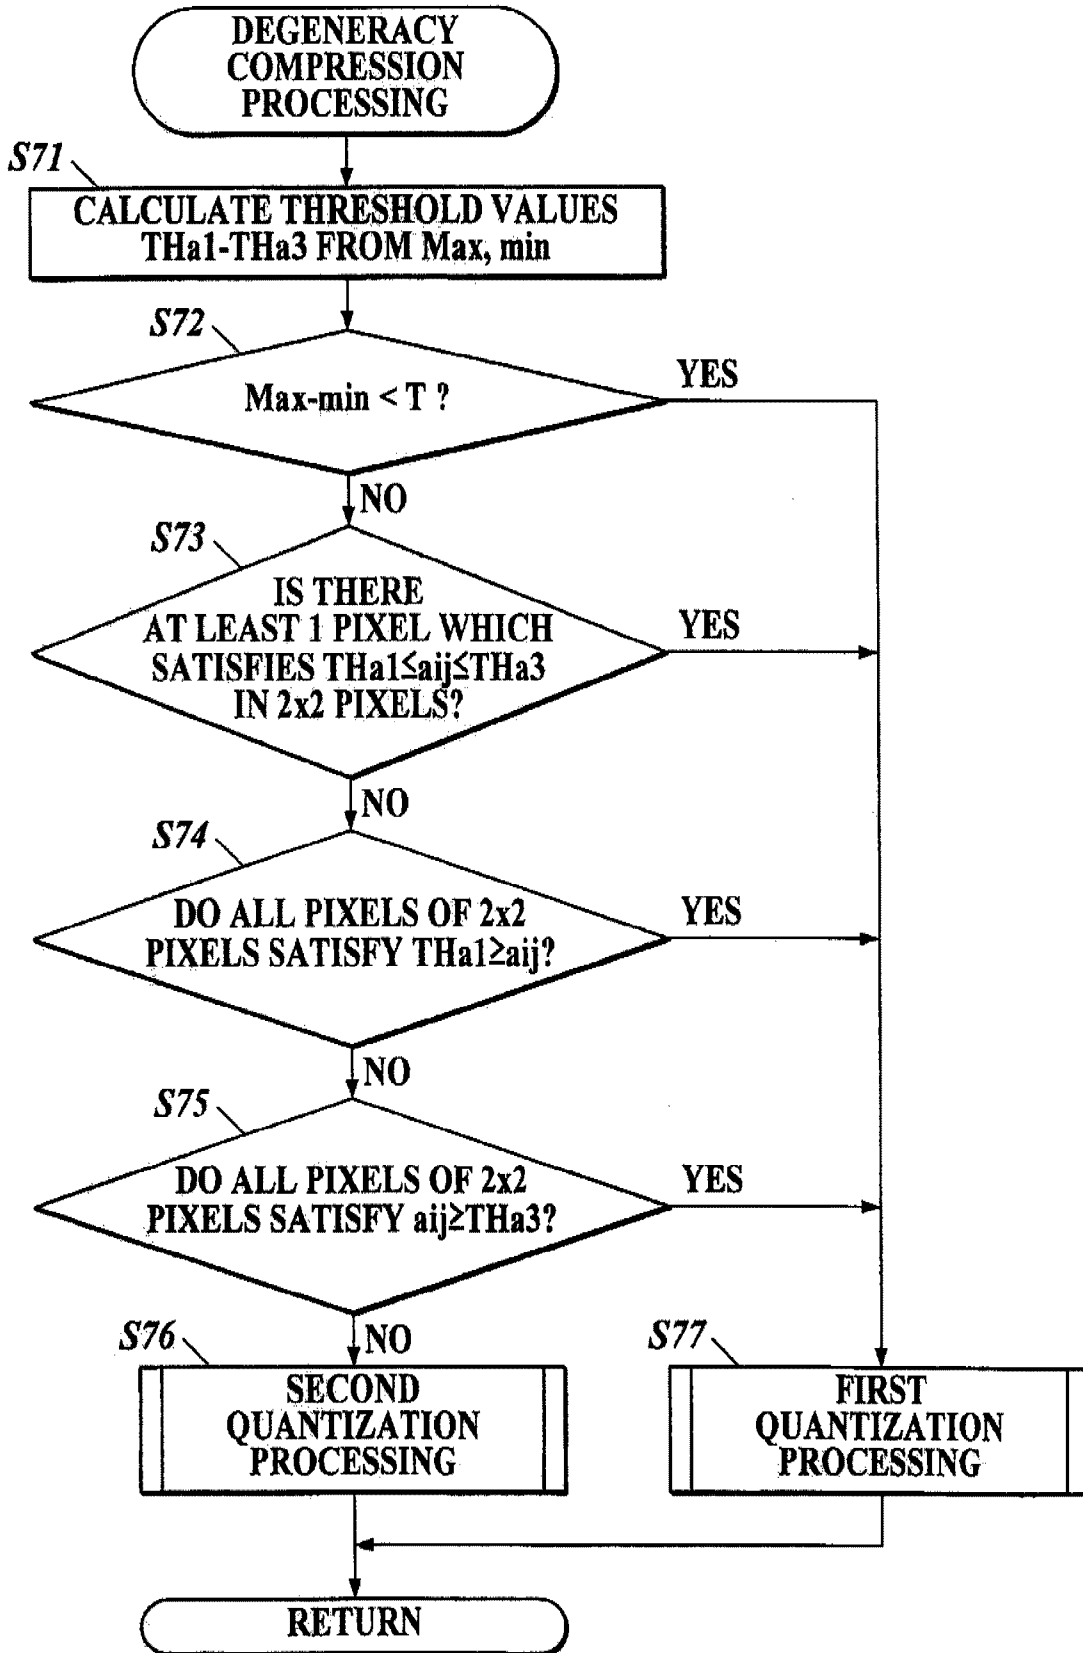 DEGENERACY
COMPRESSION
PROCESSING
S71
CALCULATE THRESHOLD VALUES
THa1-THa3 FROM Max, min
S72
Max-min < T ?
YES
NO
S73
IS THERE
AT LEAST 1 PIXEL WHICH
SATISFIES THa1≤aij≤THa3
IN 2x2 PIXELS?
YES
NO
S74
DO ALL PIXELS OF 2x2
PIXELS SATISFY THa1≥aij?
YES
NO
S75
DO ALL PIXELS OF 2x2
PIXELS SATISFY aij≥THa3?
YES
NO
S76
SECOND
QUANTIZATION
PROCESSING
S77
FIRST
QUANTIZATION
PROCESSING
RETURN